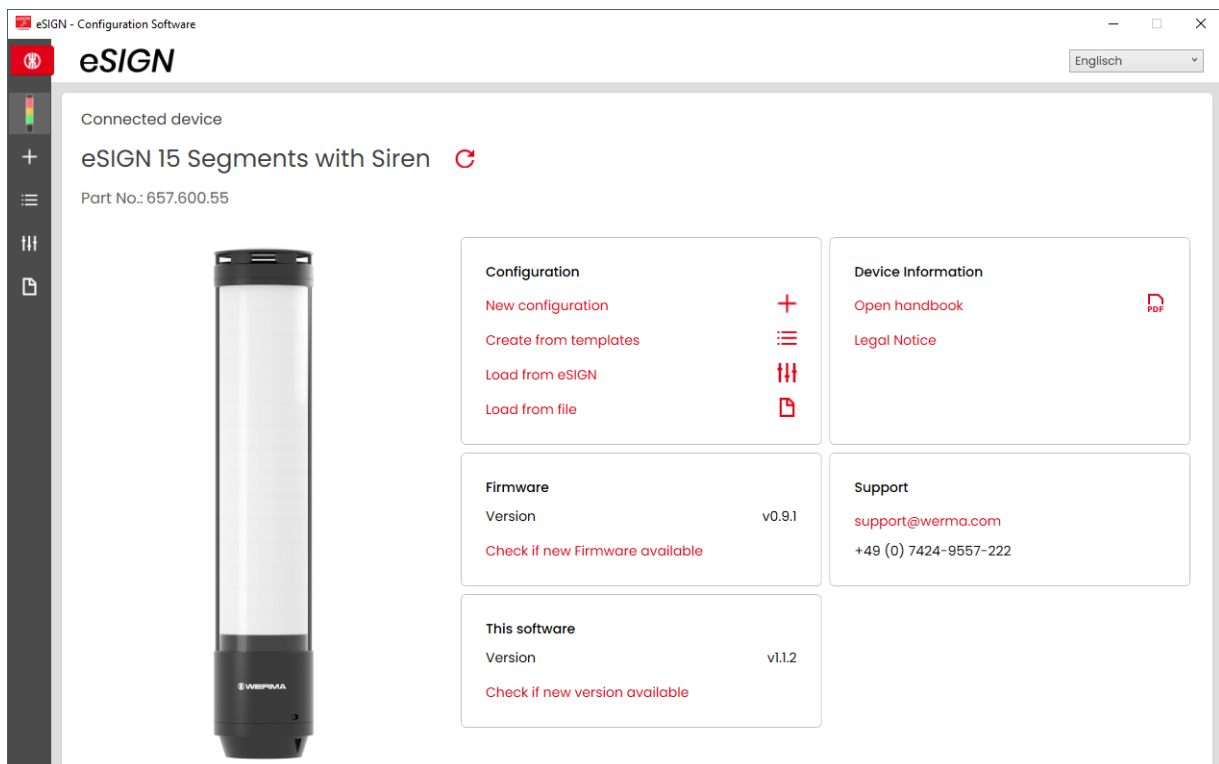 eSIGN - Configuration Software
eSIGN
Englisch
Connected device
eSIGN 15 Segments with Siren
Part No.: 657.600.55
Configuration
New configuration
Create from templates
Load from eSIGN
Load from file
Device Information
Open handbook
PDF
Legal Notice
Firmware
Version v0.9.1
Check if new Firmware available
Support
support@werma.com
+49 (0) 7424-9557-222
This software
Version v1.1.2
Check if new version available
WERMA